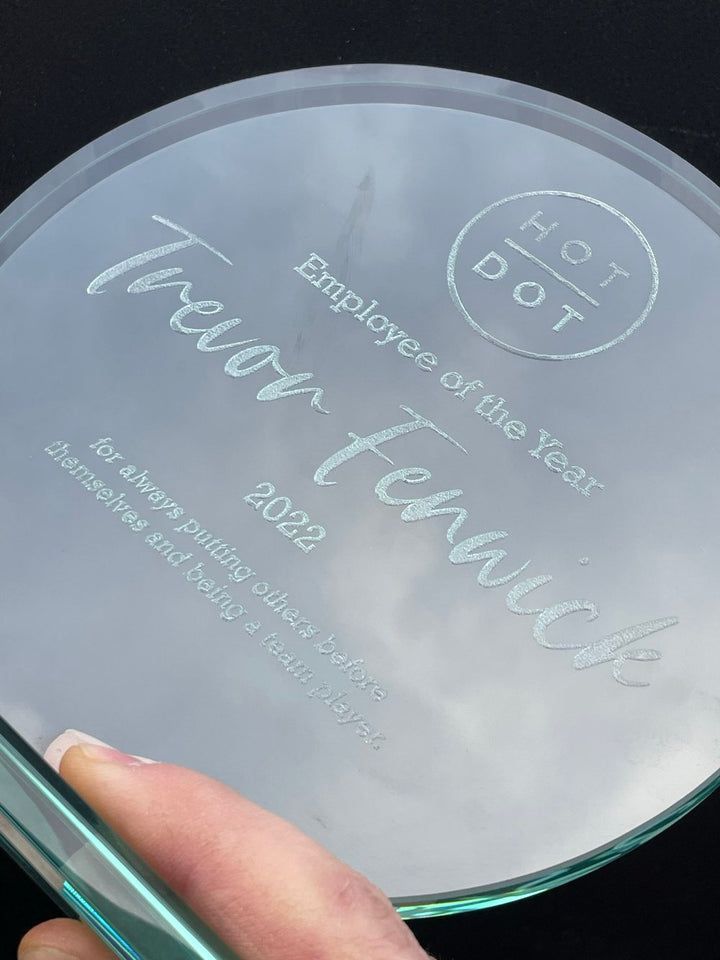 HOT
DOT
Employee of the Year
Trevor Fenwick
2022
for always putting others before
themselves and being a team player.